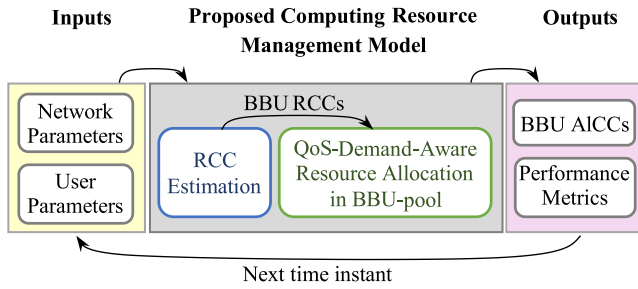 Inputs
Proposed Computing Resource
Management Model
Outputs
Network
Parameters
User
Parameters
BBU RCCs
RCC
Estimation
QoS-Demand-Aware
Resource Allocation
in BBU-pool
BBU AlCCs
Performance
Metrics
Next time instant